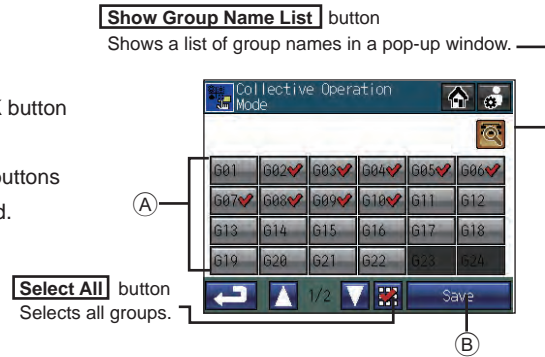 Show Group Name List button
Shows a list of group names in a pop-up window.
button
uttons
d.
Collective Operation
Mode
G01 G02 G03 G04 G05 G06
G07 G08 G09 G10 G11 G12
G13 G14 G15 G16 G17 G18
G19 G20 G21 G22 G23 G24
A
1/2 Save
Select All button
Selects all groups.
B